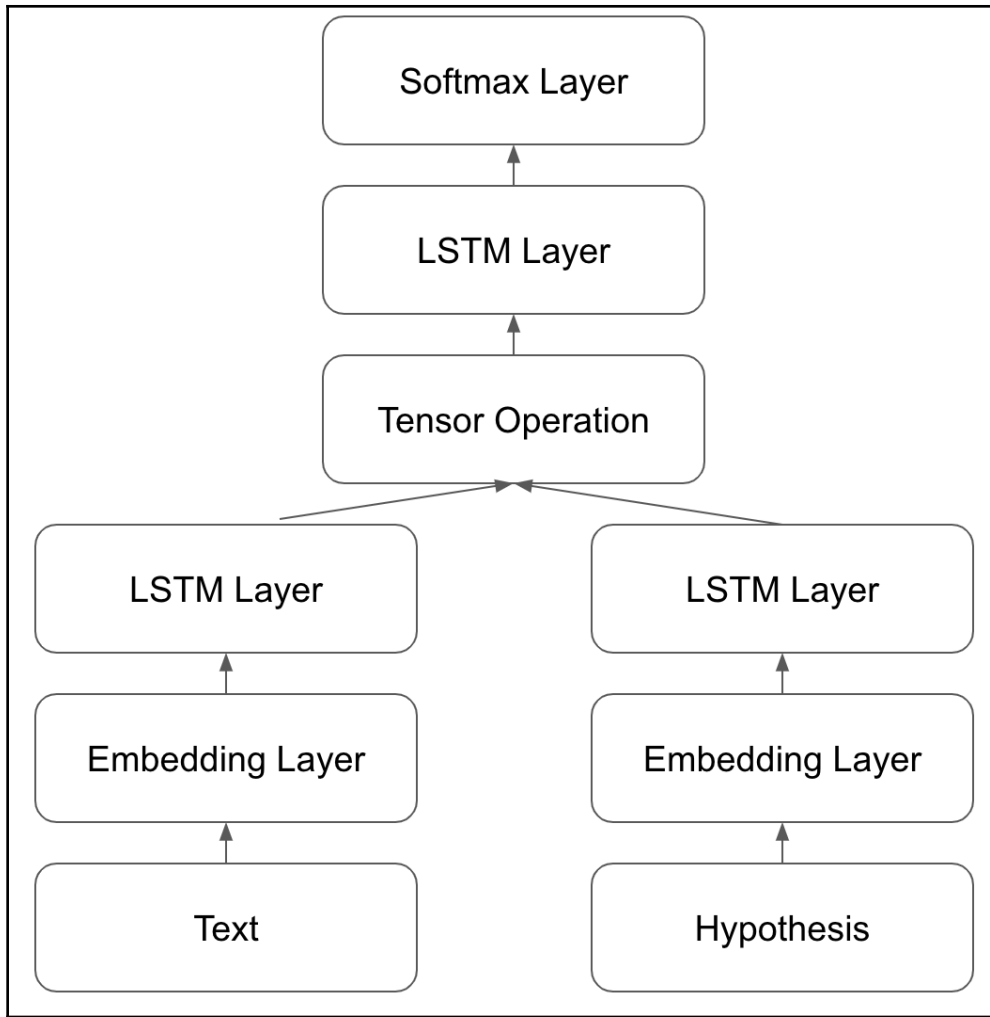 Softmax Layer
LSTM Layer
Tensor Operation
LSTM Layer
LSTM Layer
Embedding Layer
Embedding Layer
Text
Hypothesis